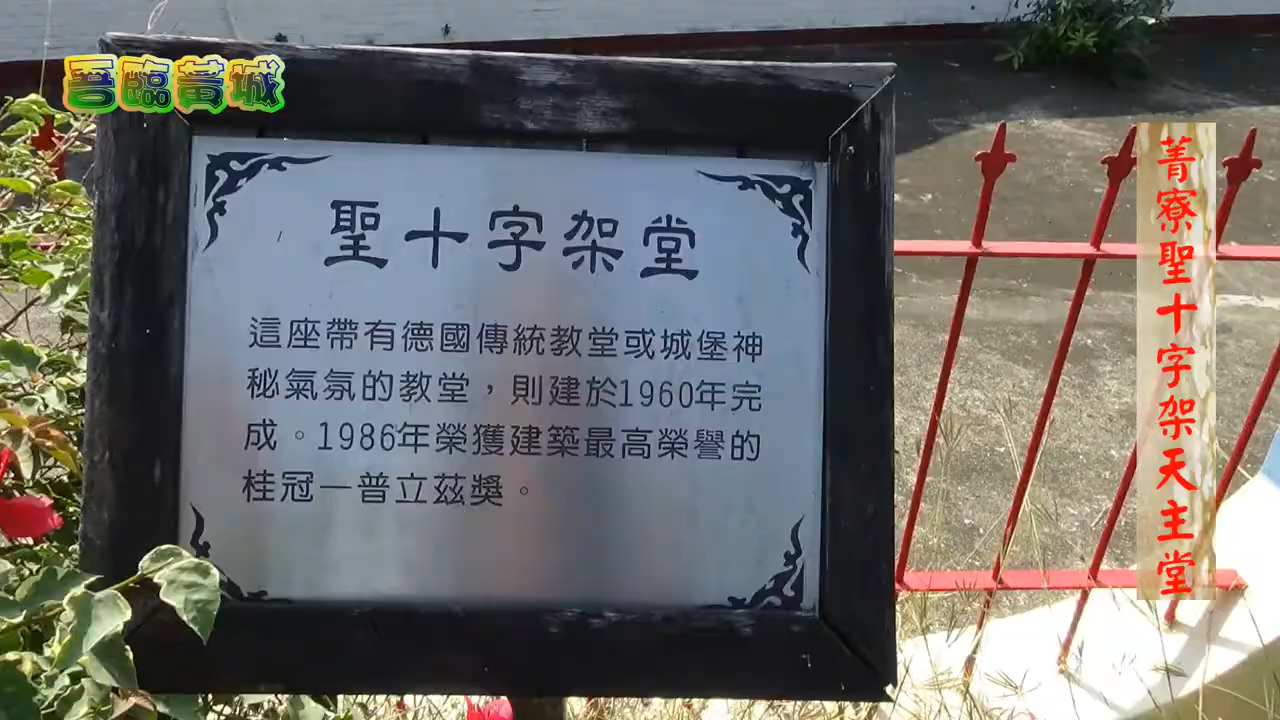 吾臨黃城
聖十字架堂
這座帶有德國傳統教堂或城堡神
秘氣氛的教堂，則建於1960年完
成。1986年榮獲建築最高榮譽的
桂冠—普立茲獎。
菁寮聖十字架天主堂